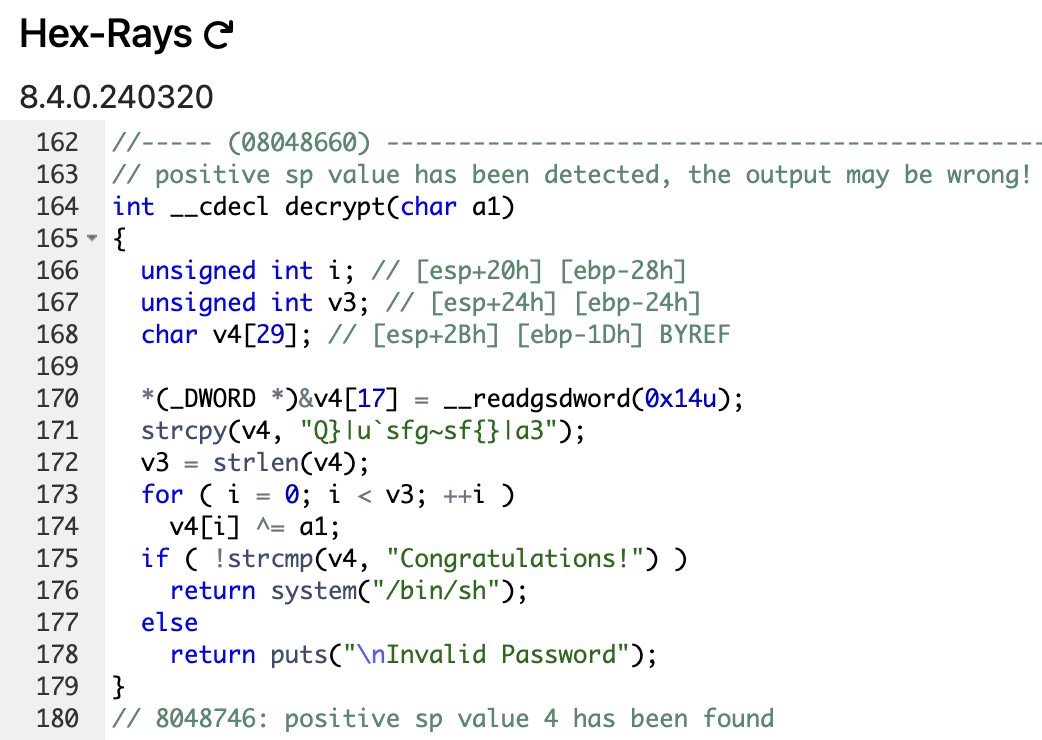 Hex-Rays
8.4.0.240320
162 //----- (08048660) ----------------------------------------------
163 // positive sp value has been detected, the output may be wrong!
164 int __cdecl decrypt(char a1)
165 {
166   unsigned int i; // [esp+20h] [ebp-28h]
167   unsigned int v3; // [esp+24h] [ebp-24h]
168   char v4[29]; // [esp+2Bh] [ebp-1Dh] BYREF
169
170   *(_DWORD *)&v4[17] = __readgsdword(0x14u);
171   strcpy(v4, "Q}|u`sfg~sf{}|a3");
172   v3 = strlen(v4);
173   for ( i = 0; i < v3; ++i )
174     v4[i] ^= a1;
175   if ( !strcmp(v4, "Congratulations!") )
176     return system("/bin/sh");
177   else
178     return puts("\nInvalid Password");
179 }
180 // 8048746: positive sp value 4 has been found